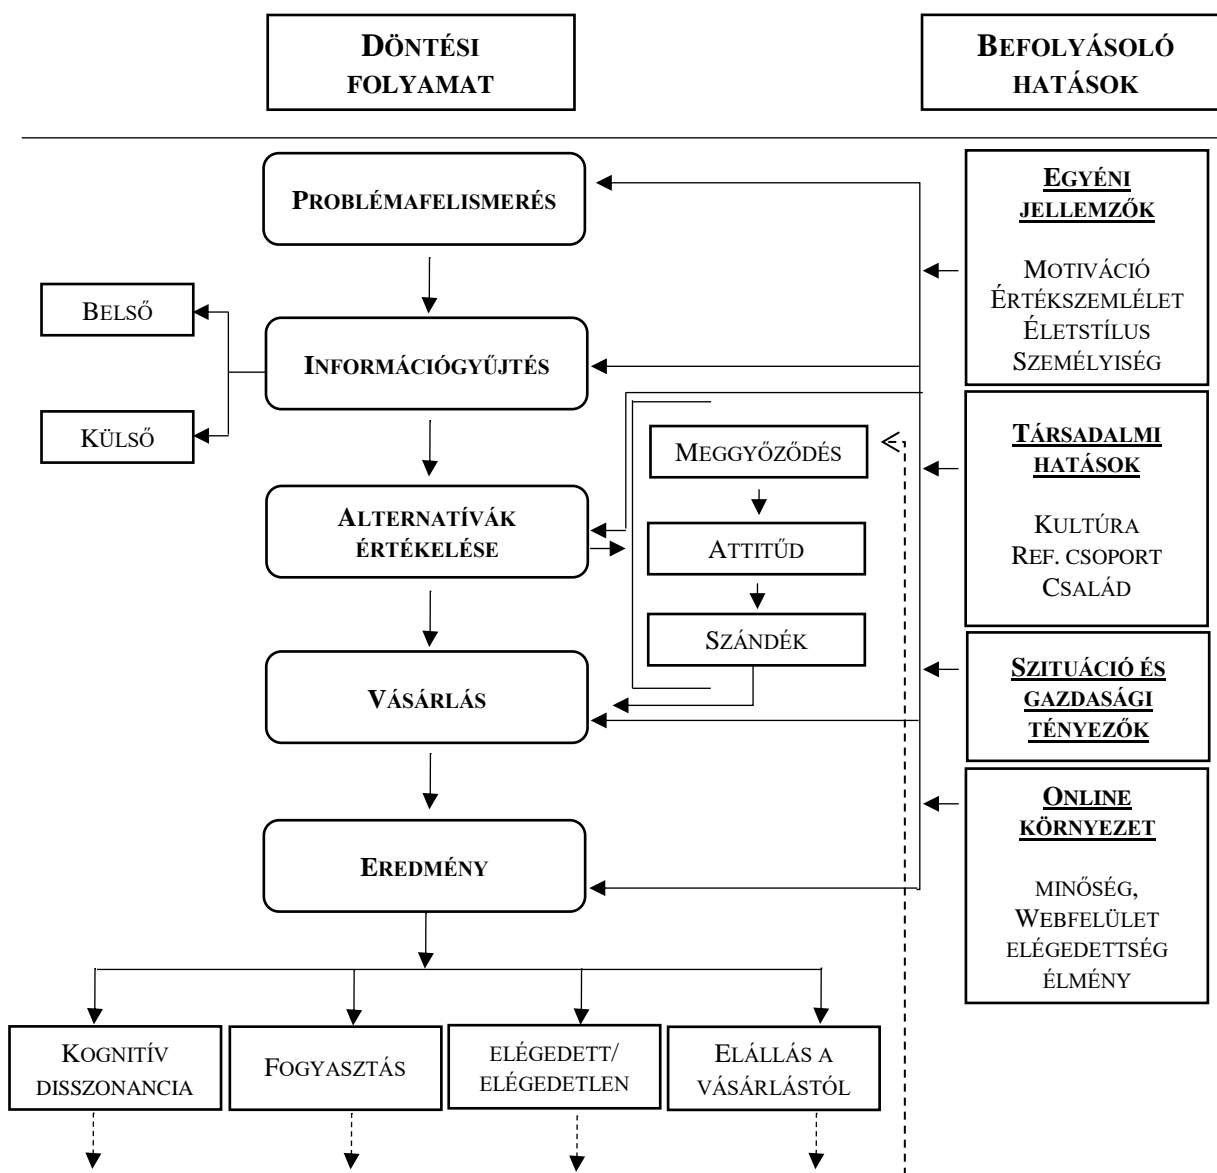 DÖNTÉSI
FOLYAMAT
BEFOLYÁSOLÓ
HATÁSOK
PROBLÉMAFELISMERÉS
BELSŐ
INFORMÁCIÓGYŰJTÉS
KÜLSŐ
ALTERNATÍVÁK
ÉRTÉKELÉSE
MEGGYŐZŐDÉS
ATTITŰD
SZÁNDÉK
VÁSÁRLÁS
EREDMÉNY
KOGNITÍV
DISSZONANCIA
FOGYASZTÁS
ELÉGEDETT/
ELÉGEDETLEN
ELÁLLÁS A
VÁSÁRLÁSTÓL
EGYÉNI
JELLEMZŐK
MOTIVÁCIÓ
ÉRTÉKSZEMLÉLET
ÉLETSTÍLUS
SZEMÉLYISÉG
TÁRSADALMI
HATÁSOK
KULTÚRA
REF. CSOPORT
CSALÁD
SZITUÁCIÓ ÉS
GAZDASÁGI
TÉNYEZŐK
ONLINE
KÖRNYEZET
MINŐSÉG,
WEBFELÜLET
ELÉGEDETTSÉG
ÉLMÉNY